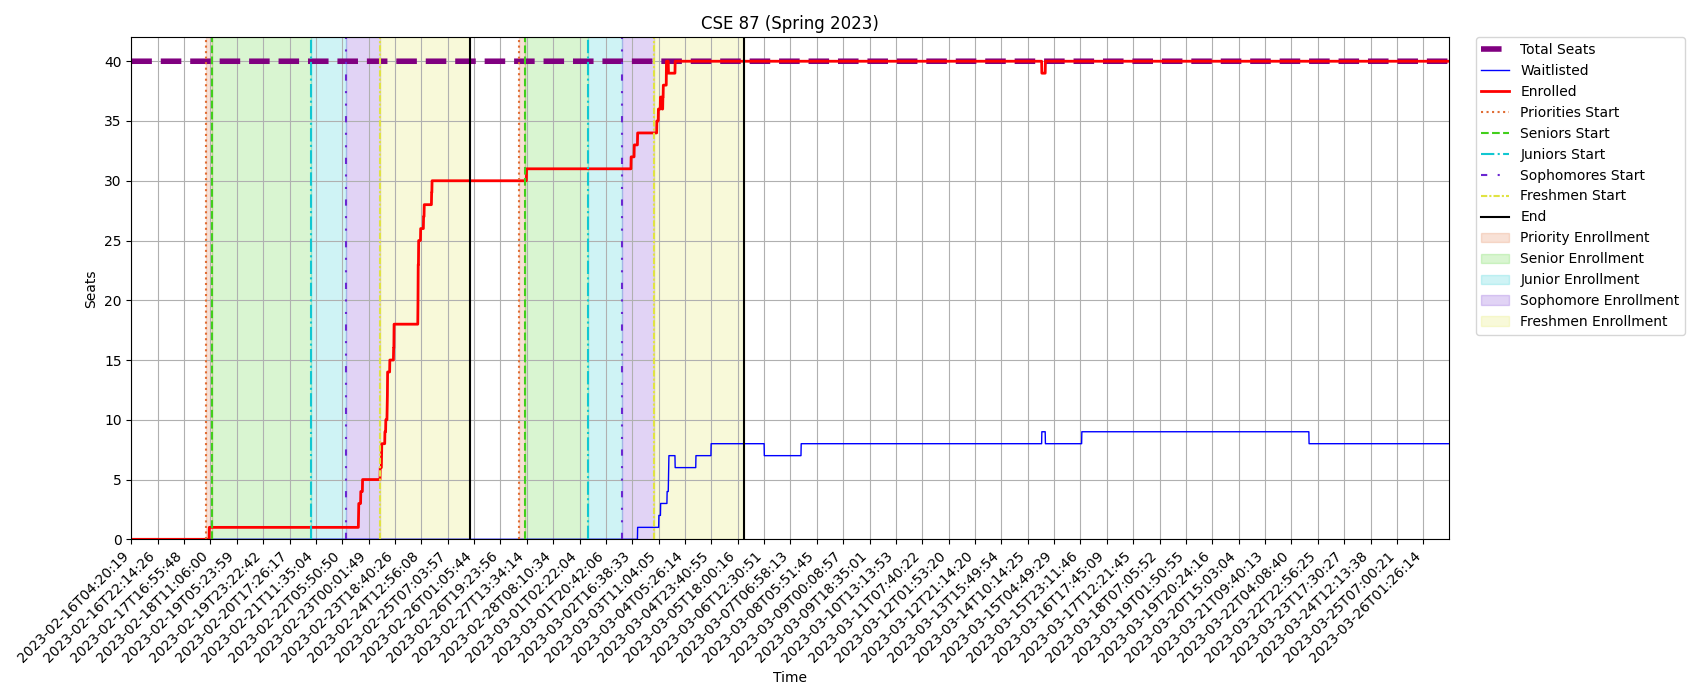 CSE 87 (Spring 2023)
Seats
40
35
30
25
20
15
10
5
0
2023-02-16T04:20:19
2023-02-16T22:14:26
2023-02-17T16:55:48
2023-02-18T11:06:00
2023-02-19T05:23:59
2023-02-19T23:22:42
2023-02-20T17:26:17
2023-02-21T11:35:04
2023-02-22T05:50:50
2023-02-23T00:01:49
2023-02-23T18:40:26
2023-02-24T12:56:08
2023-02-25T07:03:57
2023-02-26T01:05:44
2023-02-26T19:23:56
2023-02-27T13:34:14
2023-02-28T08:10:34
2023-03-01T02:22:04
2023-03-01T20:42:06
2023-03-02T16:38:33
2023-03-03T11:04:05
2023-03-04T05:26:14
2023-03-04T23:40:55
2023-03-05T18:00:16
2023-03-06T12:30:51
2023-03-07T06:58:13
2023-03-08T05:51:45
2023-03-09T00:08:57
2023-03-09T18:35:01
2023-03-10T13:13:53
2023-03-11T07:40:22
2023-03-12T01:53:20
2023-03-12T21:14:20
2023-03-13T15:49:54
2023-03-14T10:14:25
2023-03-15T04:49:29
2023-03-15T23:11:46
2023-03-16T17:45:09
2023-03-17T12:21:45
2023-03-18T07:05:52
2023-03-19T01:50:55
2023-03-19T20:24:16
2023-03-20T15:03:04
2023-03-21T09:40:13
2023-03-22T04:08:40
2023-03-22T22:56:25
2023-03-23T17:30:27
2023-03-24T12:13:38
2023-03-25T07:00:21
2023-03-26T01:26:14
Time
Total Seats
Waitlisted
Enrolled
Priorities Start
Seniors Start
Juniors Start
Sophomores Start
Freshmen Start
End
Priority Enrollment
Senior Enrollment
Junior Enrollment
Sophomore Enrollment
Freshmen Enrollment